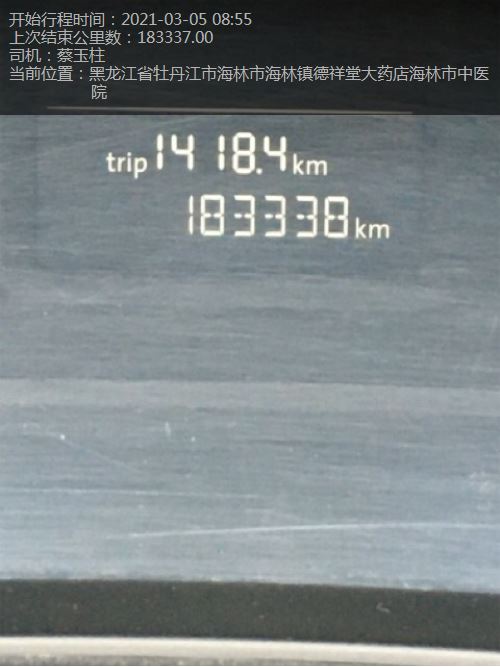 开始行程时间：2021-03-05 08:55
上次结束公里数：183337.00
司机：蔡玉柱
当前位置：黑龙江省牡丹江市海林市海林镇德祥堂大药店海林市中医
院
trip1418.4km
183338km